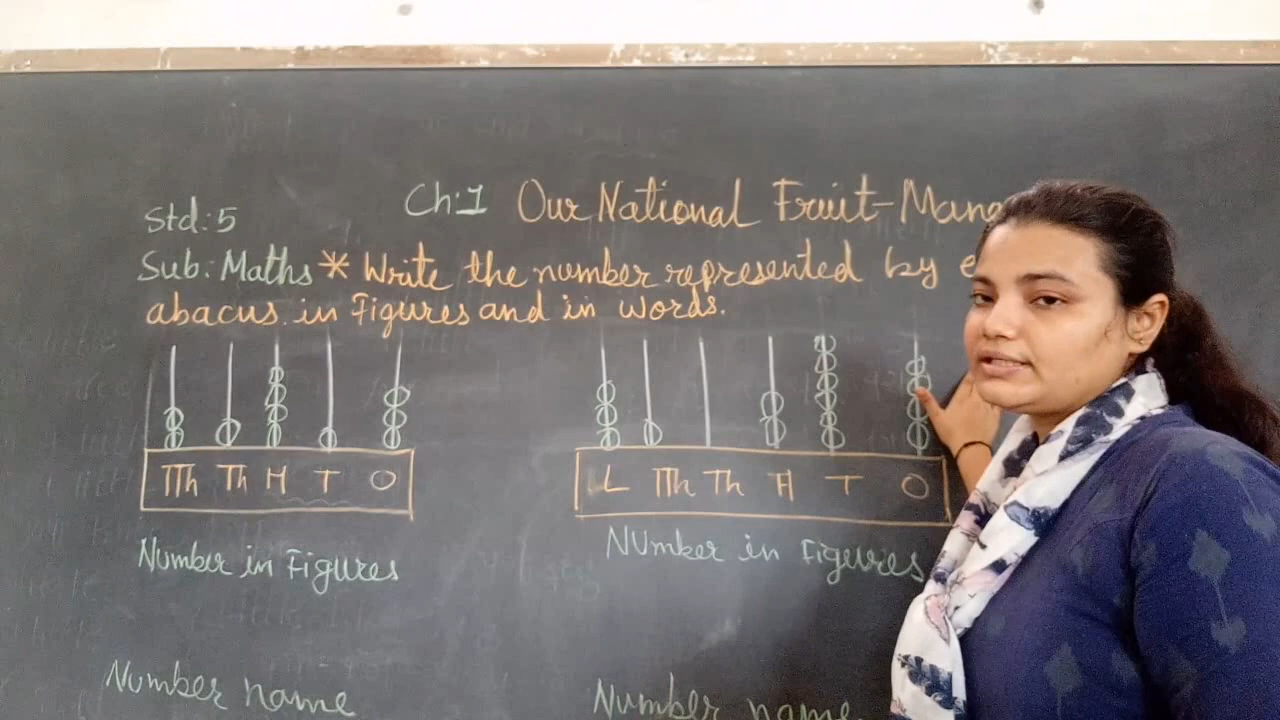 Std: 5
Ch:1 Our National Fruit-Mang
Sub: Maths * Write the number represented by
abacus. in Figures and in words.
TTh Th H T O
L TTh Th H T O
Number in Figures
Number in Figures
Number name
Number name